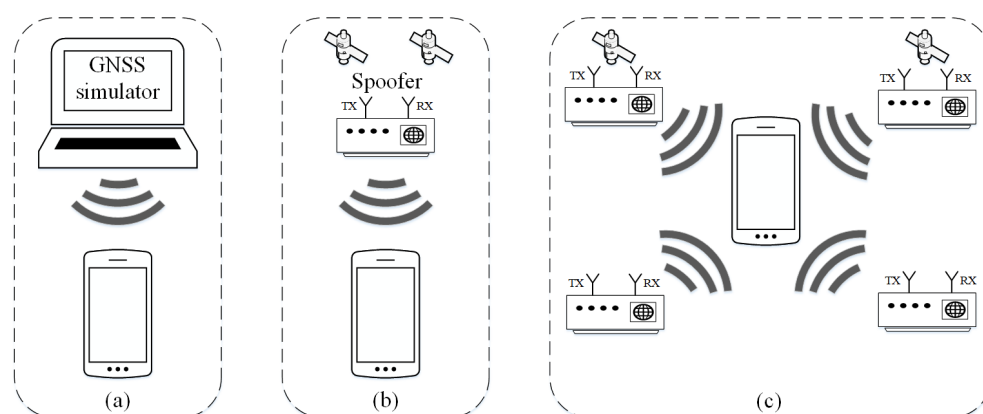 GNSS
simulator
(a)
Spoofer
TX RX
(b)
TX RX
TX RX
TX RX
TX RX
(c)